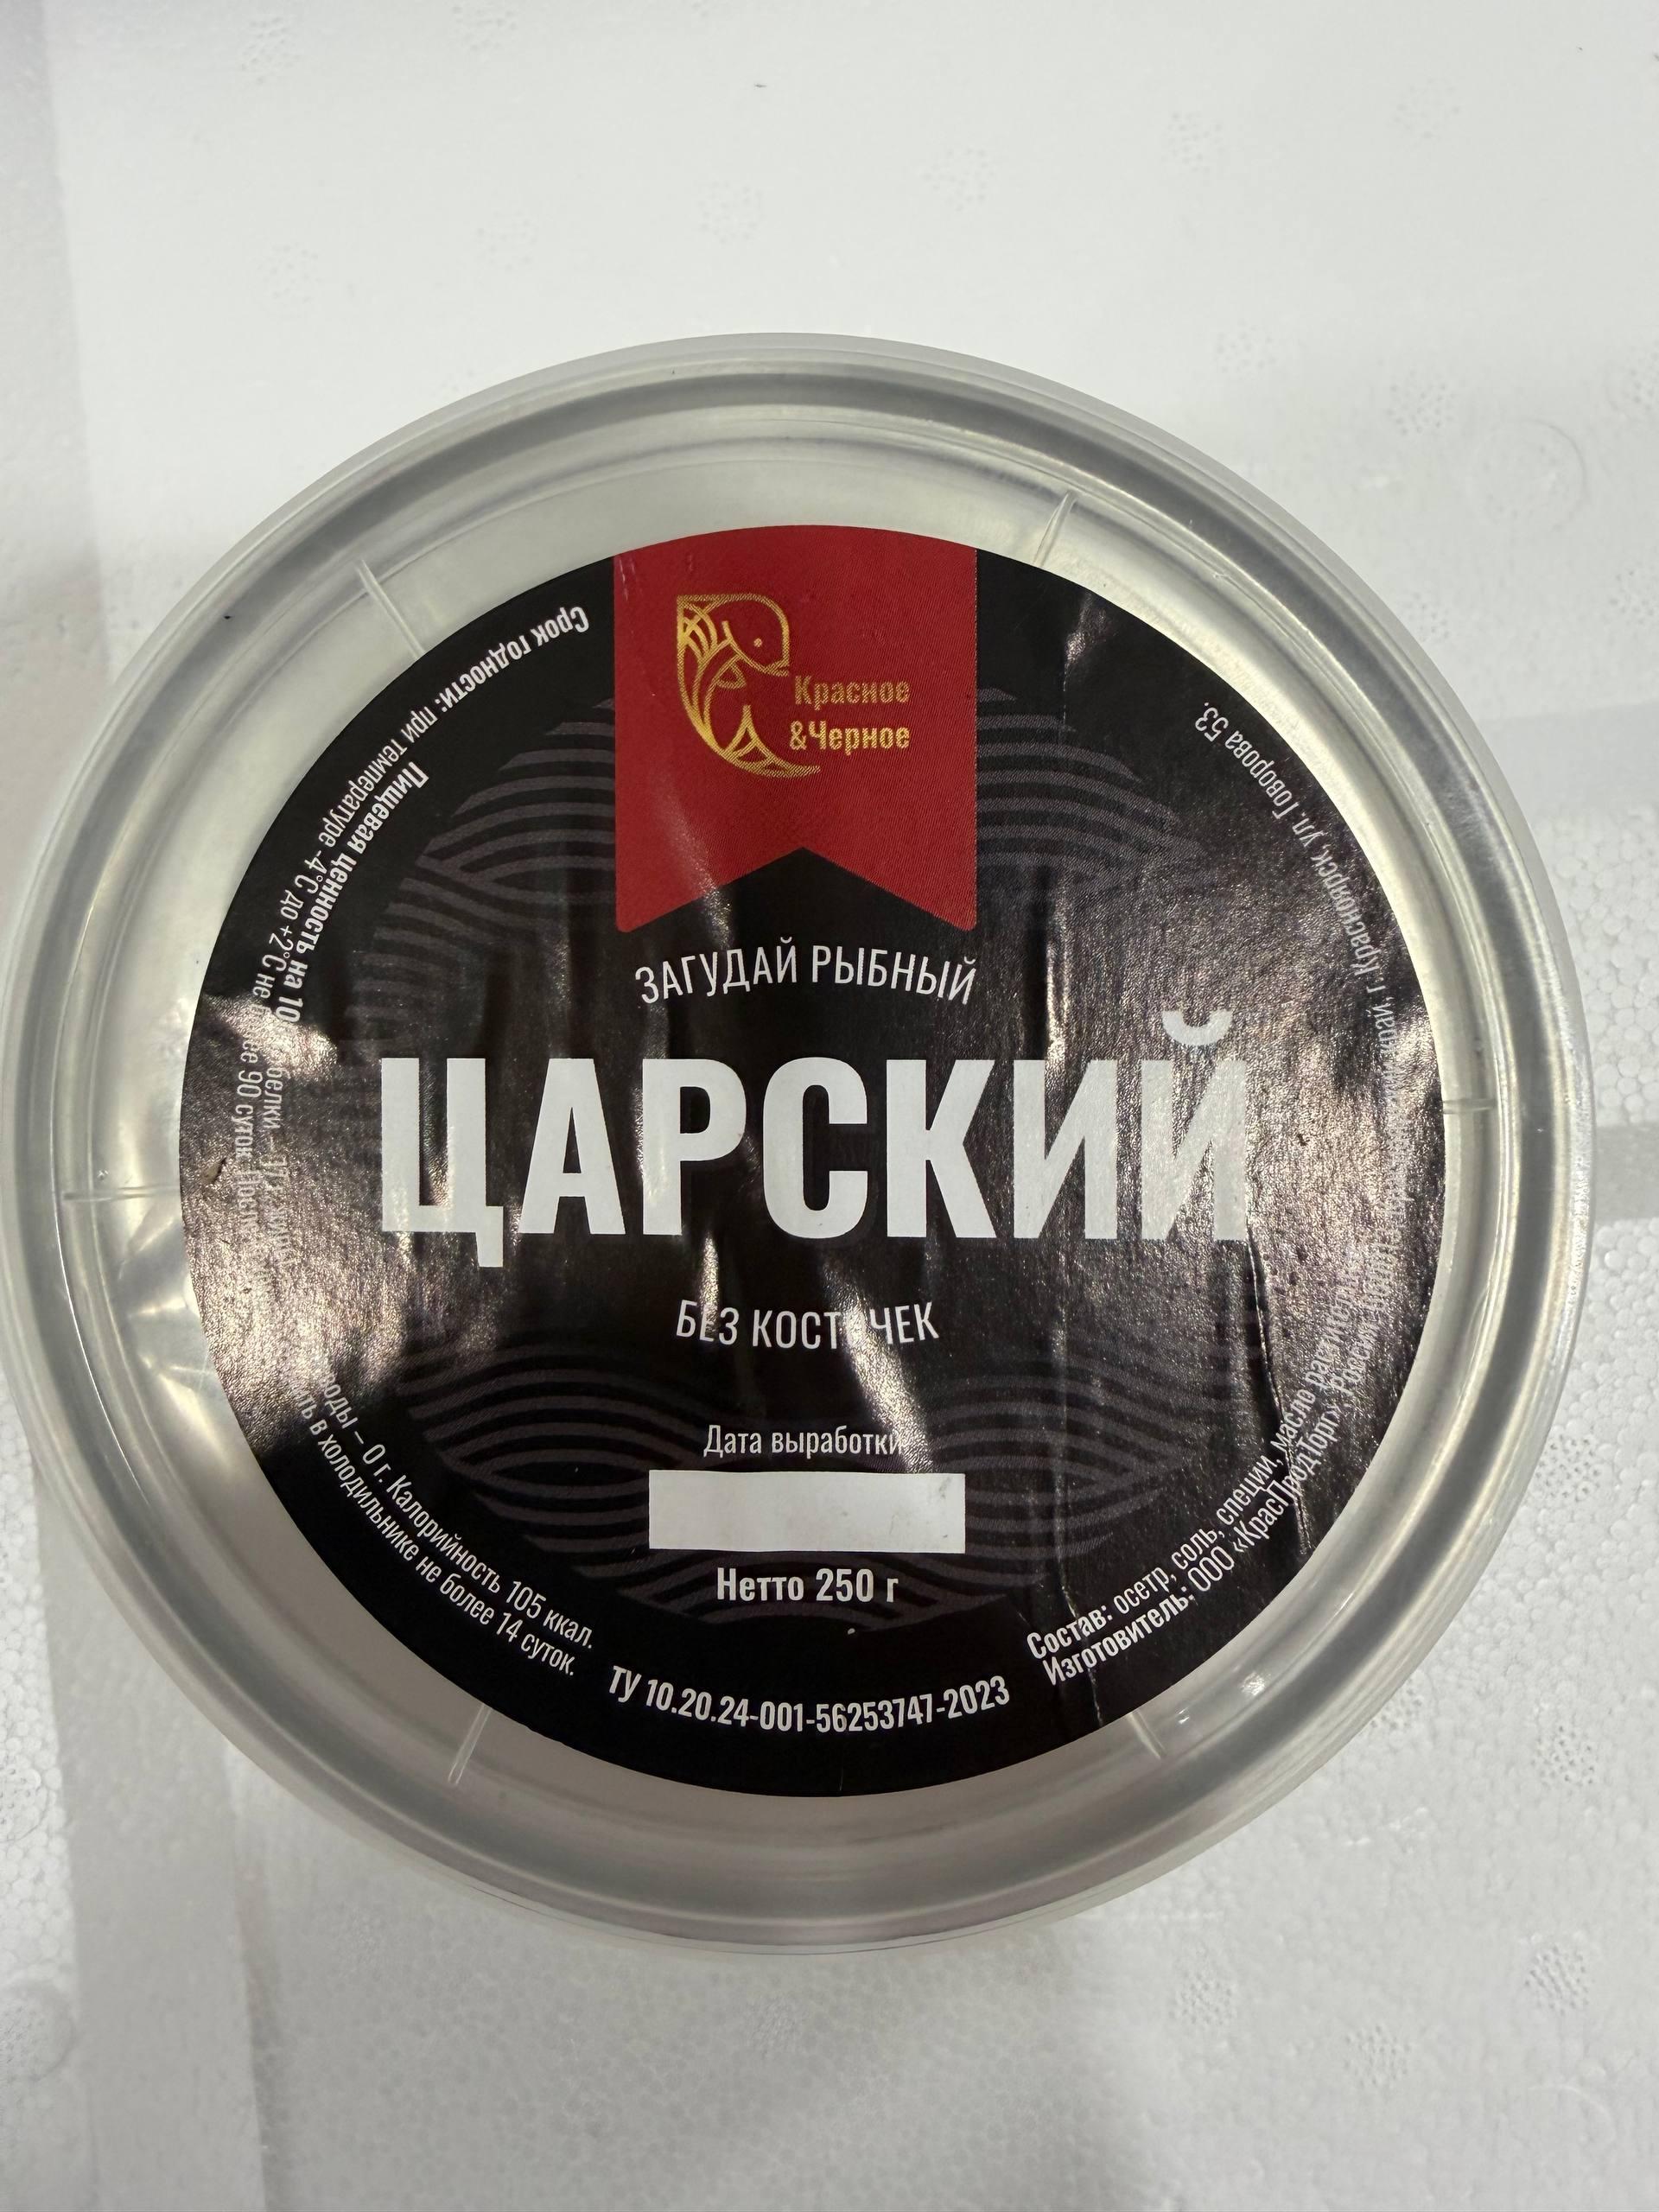 Красное
&Черное
ЗАГУДАЙ РЫБНЫЙ
ЦАРСКИЙ
БЕЗ КОСТОЧЕК
Дата выработки
Нетто 250 г
ТУ 10.20.24-001-56253747-2023
Состав: осетр, соль, специи, масло
Изготовитель: ООО «КрасПродТорг» Россия,
г. Красноярск, ул. Говорова 53.
Срок годности: при температуре -4°С до +2°С не более 90 суток.
в холодильнике не более 14 суток.
Пищевая ценность на
– 0 г. Калорийность 105 ккал.